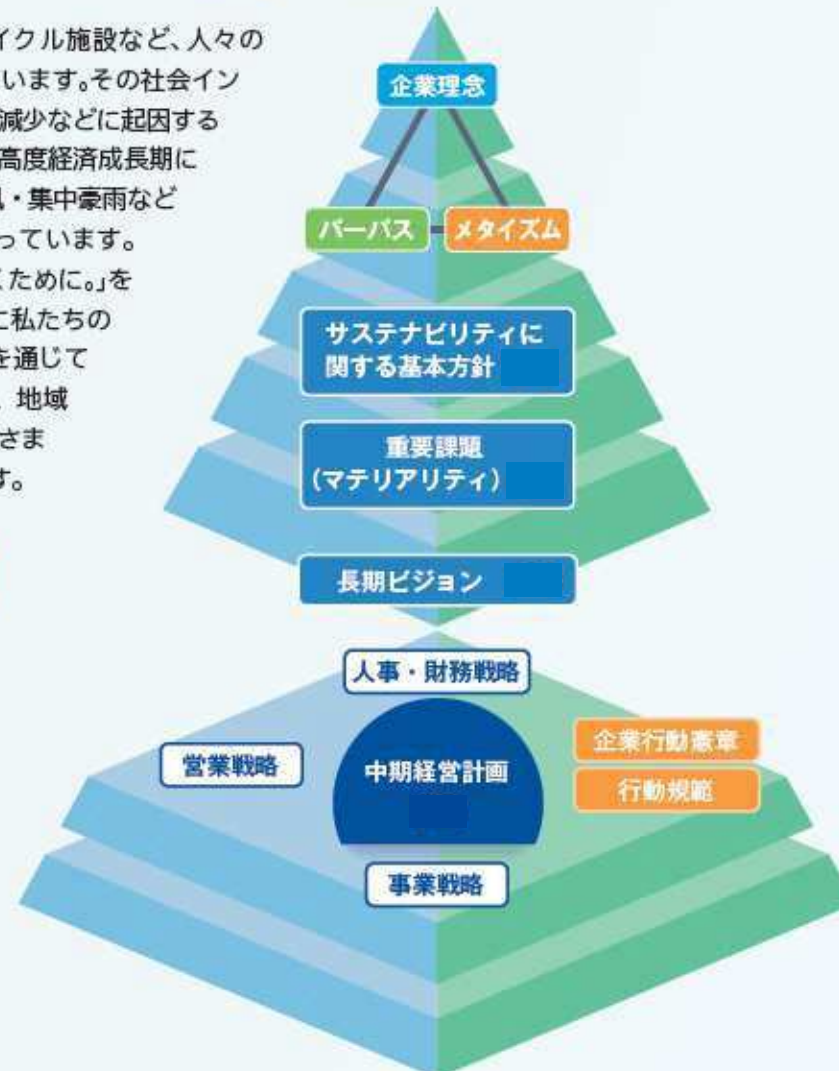 イクル施設など、人々の
います。その社会イン
減少などに起因する
高度経済成長期に
・集中豪雨など
っています。
ために。」を
に私たちの
を通じて
地域
さま
す。
企業理念
パーパス
メタイズム
サステナビリティに
関する基本方針
重要課題
(マテリアリティ)
長期ビジョン
人事・財務戦略
営業戦略
中期経営計画
企業行動憲章
行動規範
事業戦略